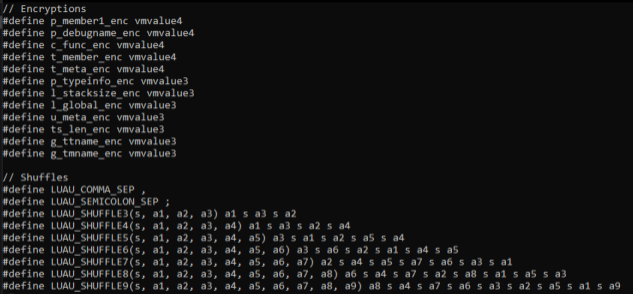 // Encryptions
#define p_member1_enc vmvalue4
#define p_debugname_enc vmvalue4
#define c_func_enc vmvalue4
#define t_member_enc vmvalue4
#define t_meta_enc vmvalue4
#define p_typeinfo_enc vmvalue3
#define l_stacksize_enc vmvalue3
#define l_global_enc vmvalue3
#define u_meta_enc vmvalue3
#define ts_len_enc vmvalue3
#define g_ttname_enc vmvalue3
#define g_tmname_enc vmvalue3
// Shuffles
#define LUAU_COMMA_SEP ,
#define LUAU_SEMICOLON_SEP ;
#define LUAU_SHUFFLE3(s, a1, a2, a3) a1 s a3 s a2
#define LUAU_SHUFFLE4(s, a1, a2, a3, a4) a1 s a3 s a2 s a4
#define LUAU_SHUFFLE5(s, a1, a2, a3, a4, a5) a3 s a1 s a2 s a5 s a4
#define LUAU_SHUFFLE6(s, a1, a2, a3, a4, a5, a6) a3 s a6 s a2 s a1 s a4 s a5
#define LUAU_SHUFFLE7(s, a1, a2, a3, a4, a5, a6, a7) a2 s a4 s a5 s a7 s a6 s a3 s a1
#define LUAU_SHUFFLE8(s, a1, a2, a3, a4, a5, a6, a7, a8) a6 s a4 s a7 s a2 s a8 s a1 s a5 s a3
#define LUAU_SHUFFLE9(s, a1, a2, a3, a4, a5, a6, a7, a8, a9) a8 s a4 s a7 s a6 s a3 s a2 s a5 s a1 s a9